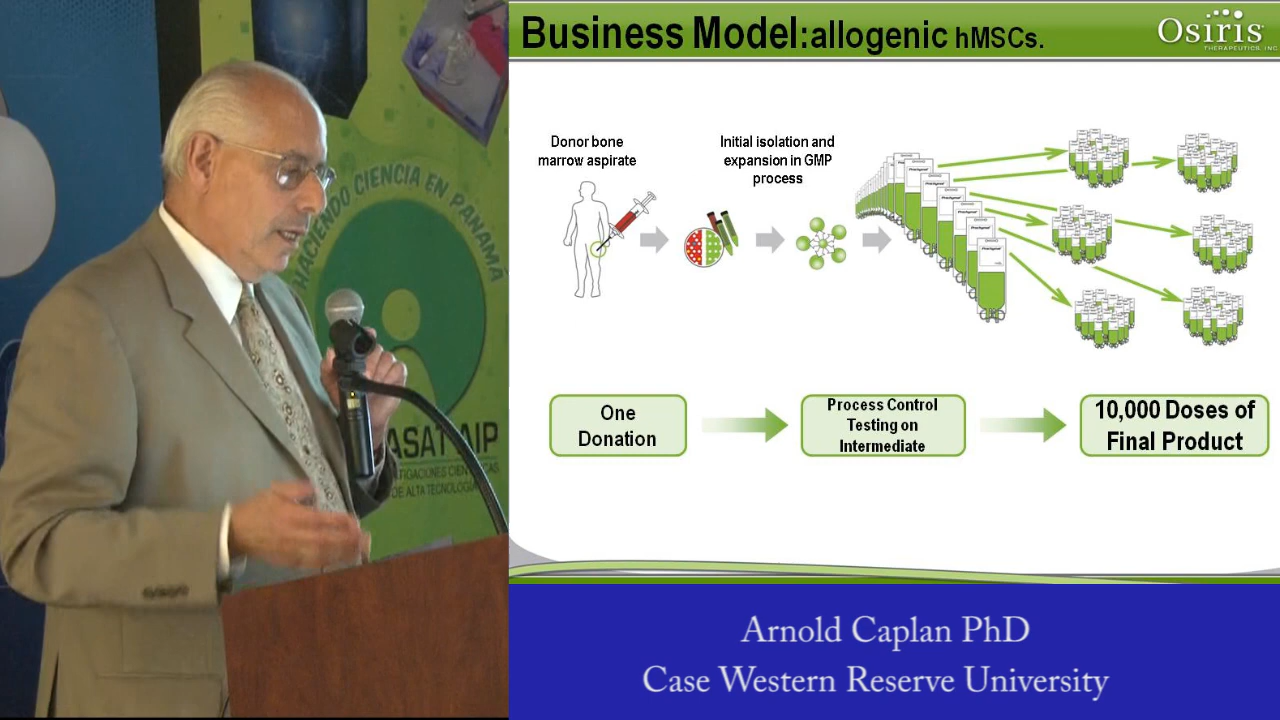 HACIENDO CIENCIA EN PANAMA
ASAT AIP
TIGACIONES CIENTIFICAS
DE ALTA TECNOLOGIA
Business Model:allogenic hMSCs.
Osiris
THERAPEUTICS, INC.
Donor bone
marrow aspirate
Initial isolation and
expansion in GMP
process
Prochymal
One
Donation
Process Control
Testing on
Intermediate
10,000 Doses of
Final Product
Arnold Caplan PhD
Case Western Reserve University